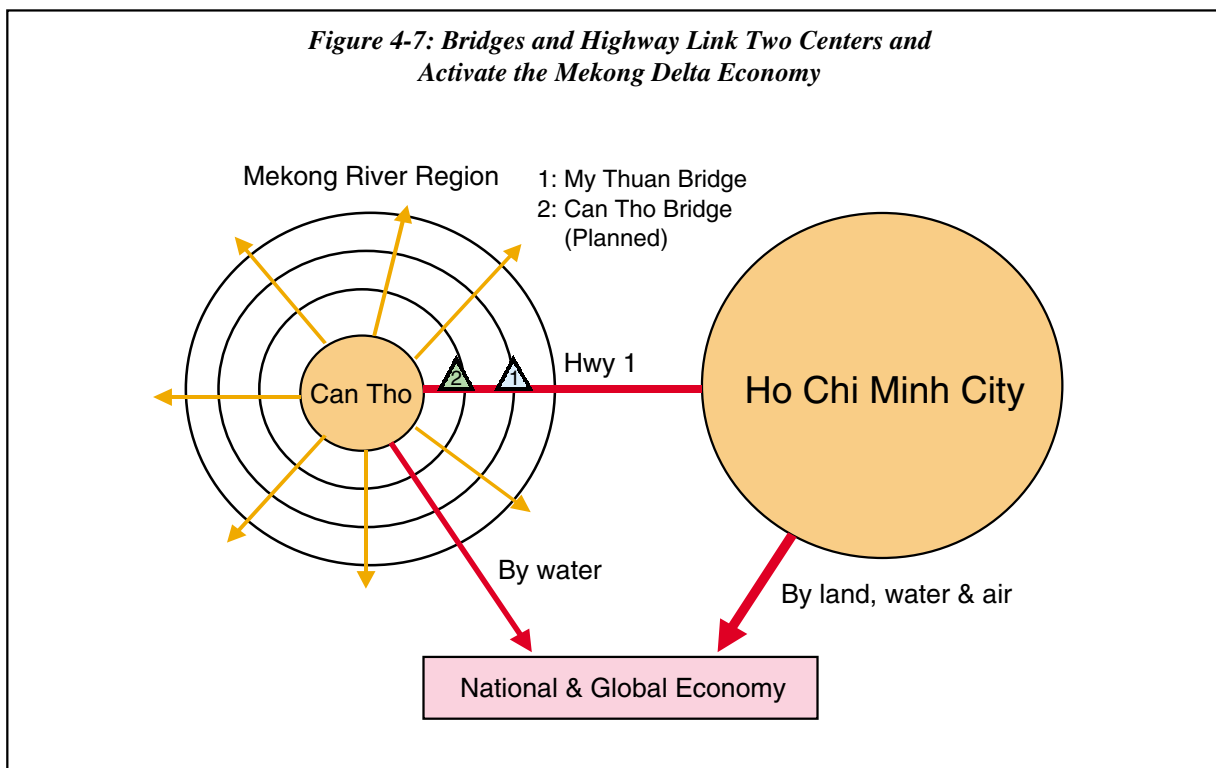 Figure 4-7: Bridges and Highway Link Two Centers and
Activate the Mekong Delta Economy
Mekong River Region
1: My Thuan Bridge
2: Can Tho Bridge
(Planned)
Can Tho
2
1
Hwy 1
Ho Chi Minh City
By water
By land, water & air
National & Global Economy